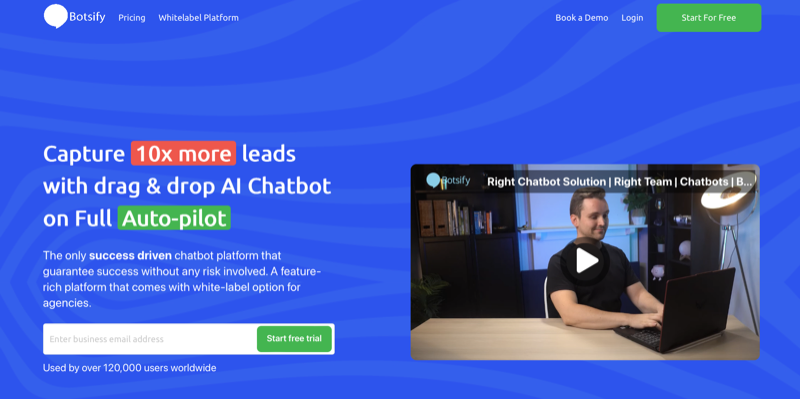 Botsify Pricing Whitelabel Platform Book a Demo Login Start For Free
Capture 10x more leads
with drag & drop AI Chatbot
on Full Auto-pilot
Botsify Right Chatbot Solution | Right Team | Chatbots | B...
The only success driven chatbot platform that
guarantee success without any risk involved. A feature-
rich platform that comes with white-label option for
agencies.
Enter business email address Start free trial
Used by over 120,000 users worldwide